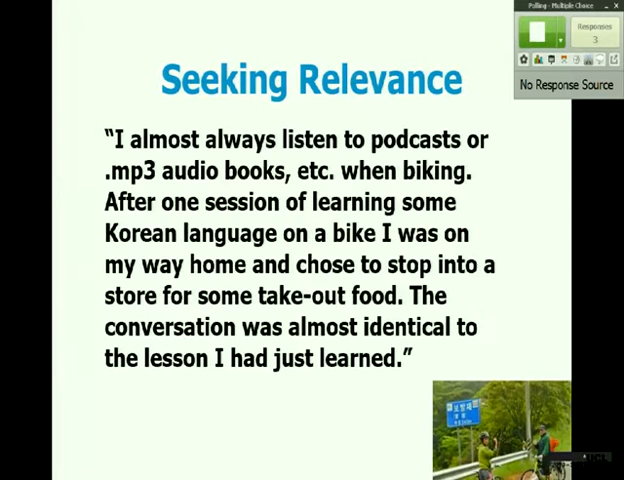 Polling - Multiple Choice
Responses
3
No Response Source
Seeking Relevance
“I almost always listen to podcasts or
.mp3 audio books, etc. when biking.
After one session of learning some
Korean language on a bike I was on
my way home and chose to stop into a
store for some take-out food. The
conversation was almost identical to
the lesson I had just learned.”